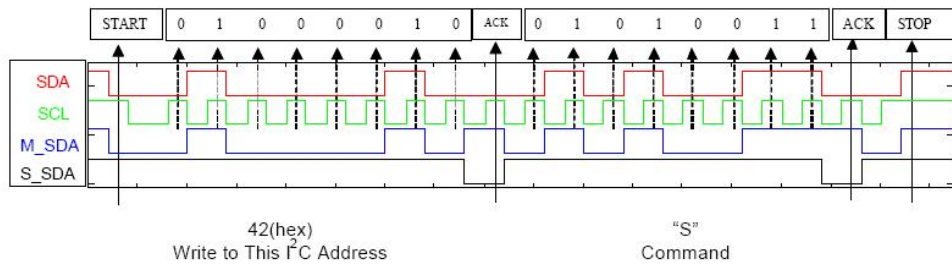 START 0 1 0 0 0 0 1 0 ACK 0 1 0 1 0 0 1 1 ACK STOP
SDA
SCL
M_SDA
S_SDA
42(hex) "S"
Write to This I²C Address Command